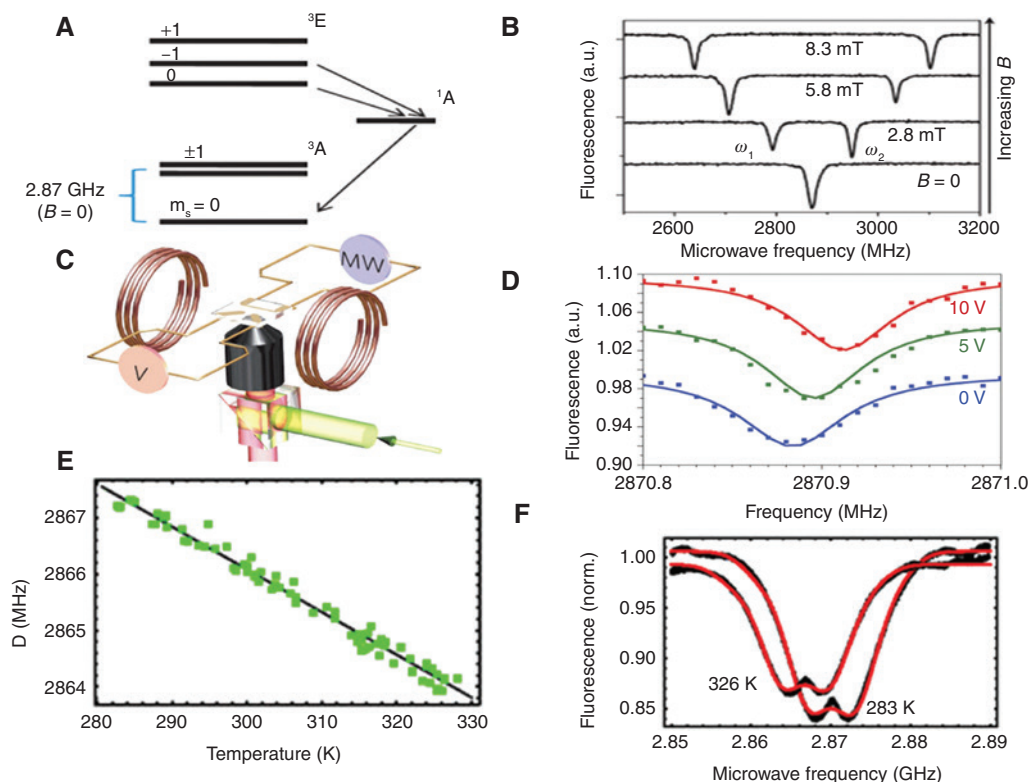 A
+1
³E
−1
0
¹A
±1
³A
2.87 GHz
(B = 0)
mₛ = 0
B
Fluorescence (a.u.)
8.3 mT
5.8 mT
2.8 mT
ω₁
ω₂
B = 0
Increasing B
2600 2800 3000 3200
Microwave frequency (MHz)
C
MW
V
D
Fluorescence (a.u.)
1.10
1.06
1.02
0.98
0.94
0.90
10 V
5 V
0 V
2870.8 2870.9 2871.0
Frequency (MHz)
E
D (MHz)
2867
2866
2865
2864
280 290 300 310 320 330
Temperature (K)
F
Fluorescence (norm.)
1.00
0.95
0.90
0.85
326 K
283 K
2.85 2.86 2.87 2.88 2.89
Microwave frequency (GHz)